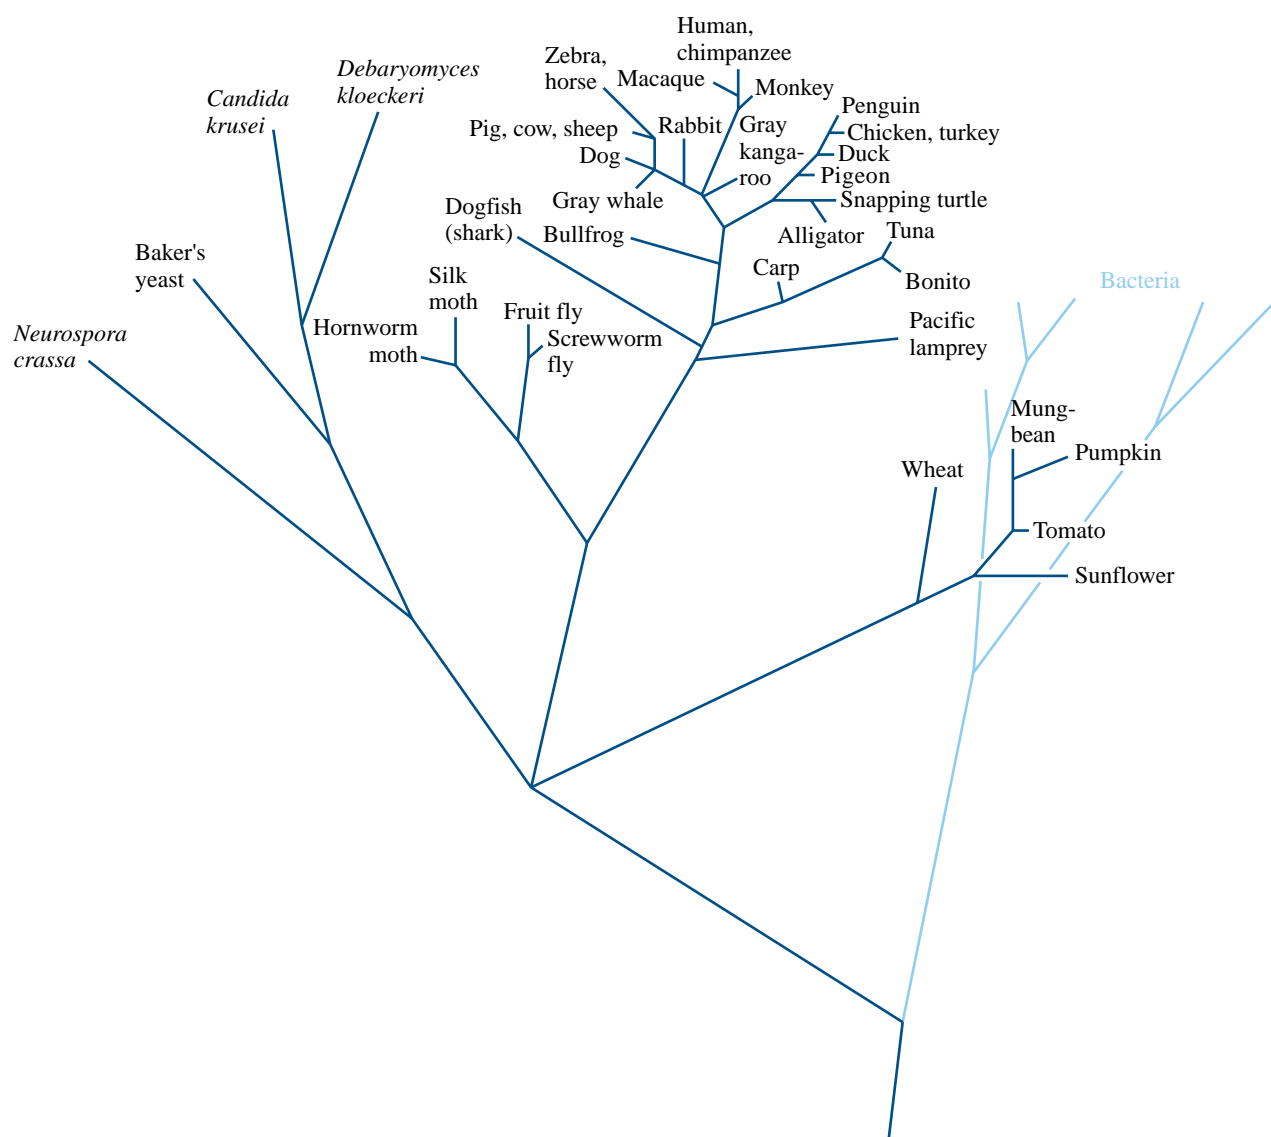 Human,
chimpanzee
Zebra,
horse
Debaryomyces
kloeckeri
Macaque
Monkey
Candida
krusei
Penguin
Pig, cow, sheep
Rabbit
Gray
kanga-
roo
Chicken, turkey
Dog
Duck
Pigeon
Gray whale
Snapping turtle
Dogfish
(shark)
Bullfrog
Alligator
Tuna
Baker's
yeast
Silk
moth
Carp
Bonito
Bacteria
Neurospora
crassa
Hornworm
moth
Fruit fly
Screwworm
fly
Pacific
lamprey
Mung-
bean
Wheat
Pumpkin
Tomato
Sunflower